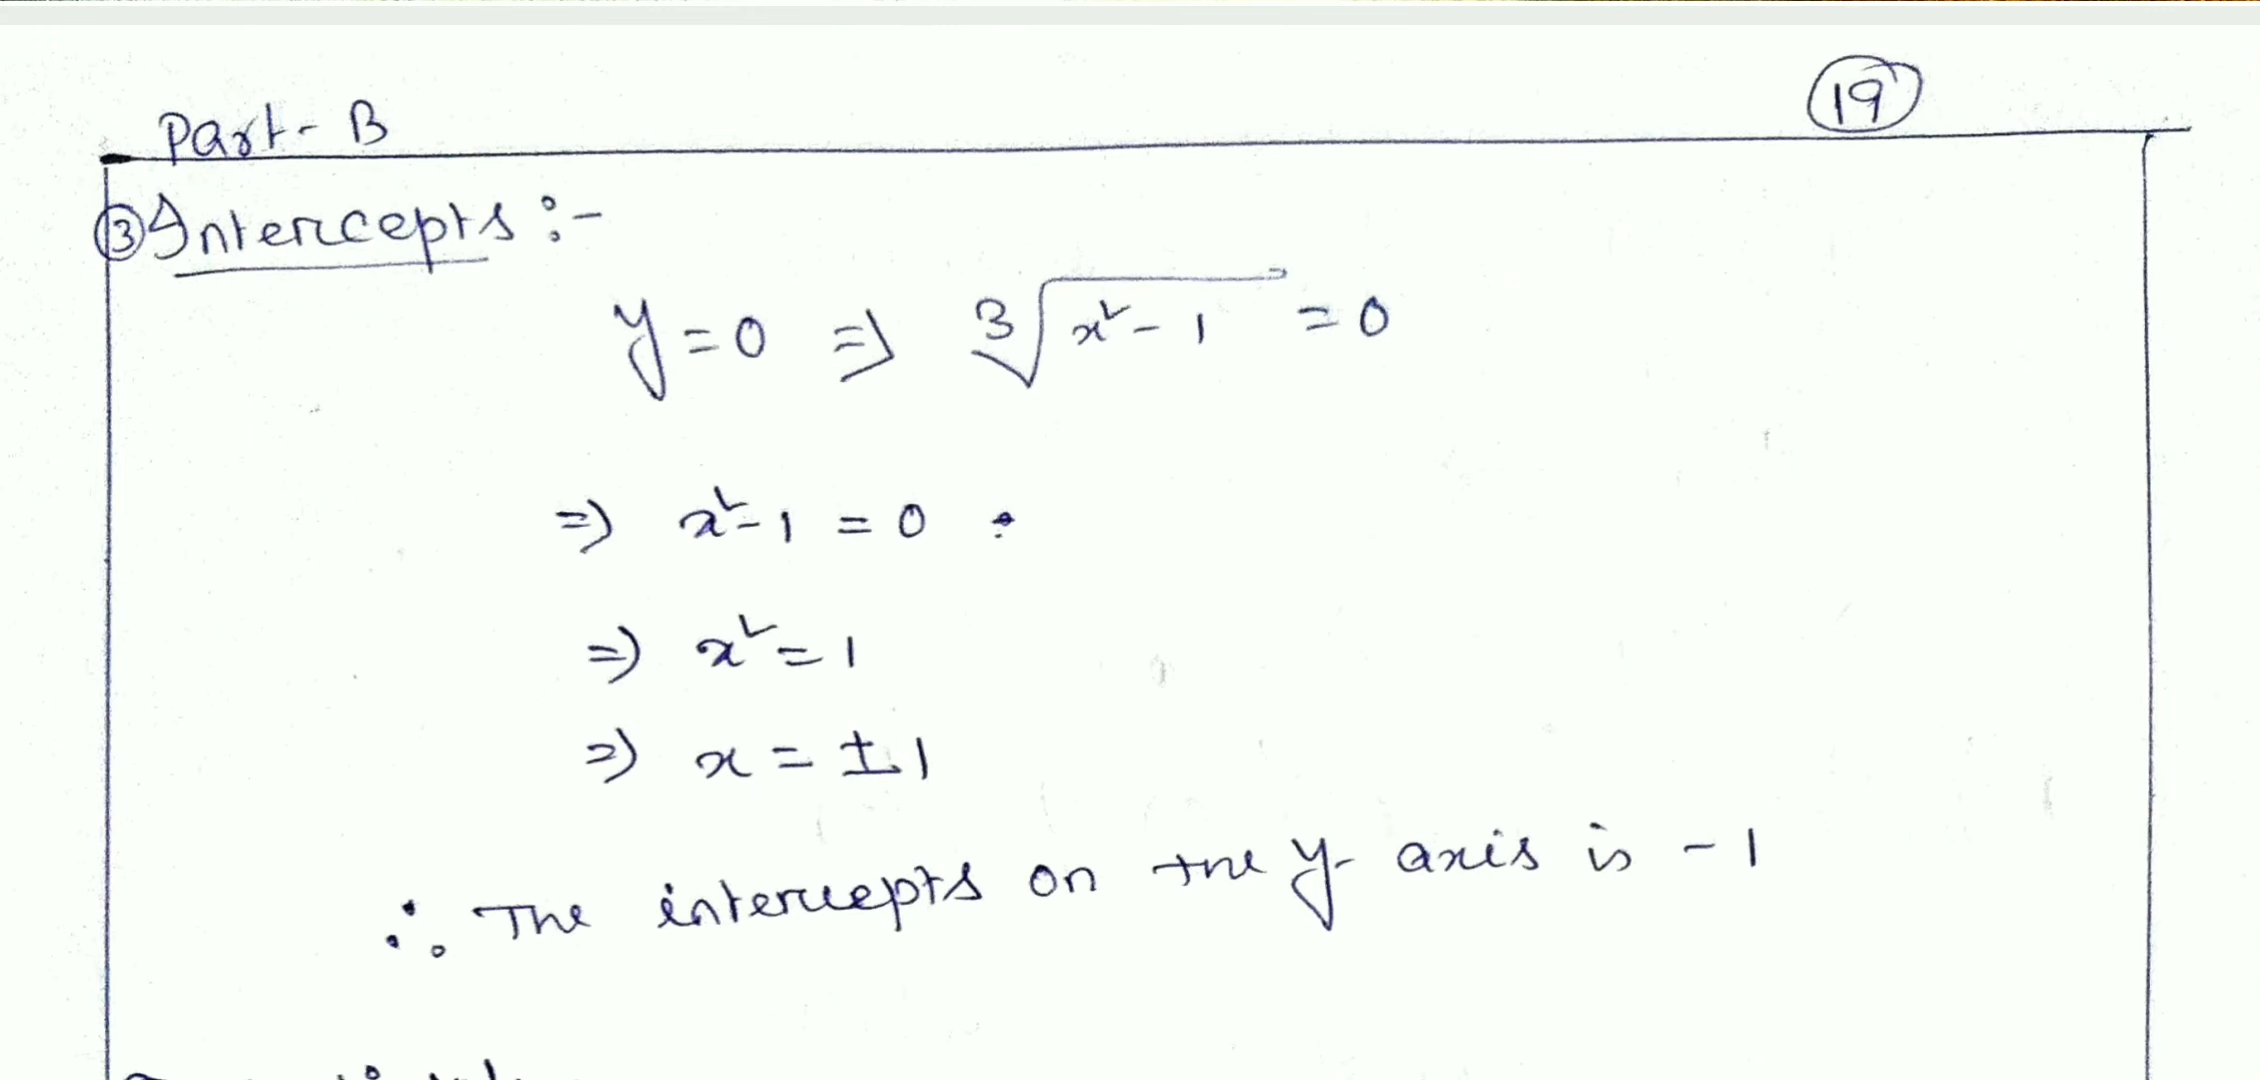 19
Part- B
③ Intercepts :-
y = 0 ⇒ ∛(x² - 1) = 0
⇒ x² - 1 = 0
⇒ x² = 1
⇒ x = ± 1
∴ The intercepts on the y- axis is - 1